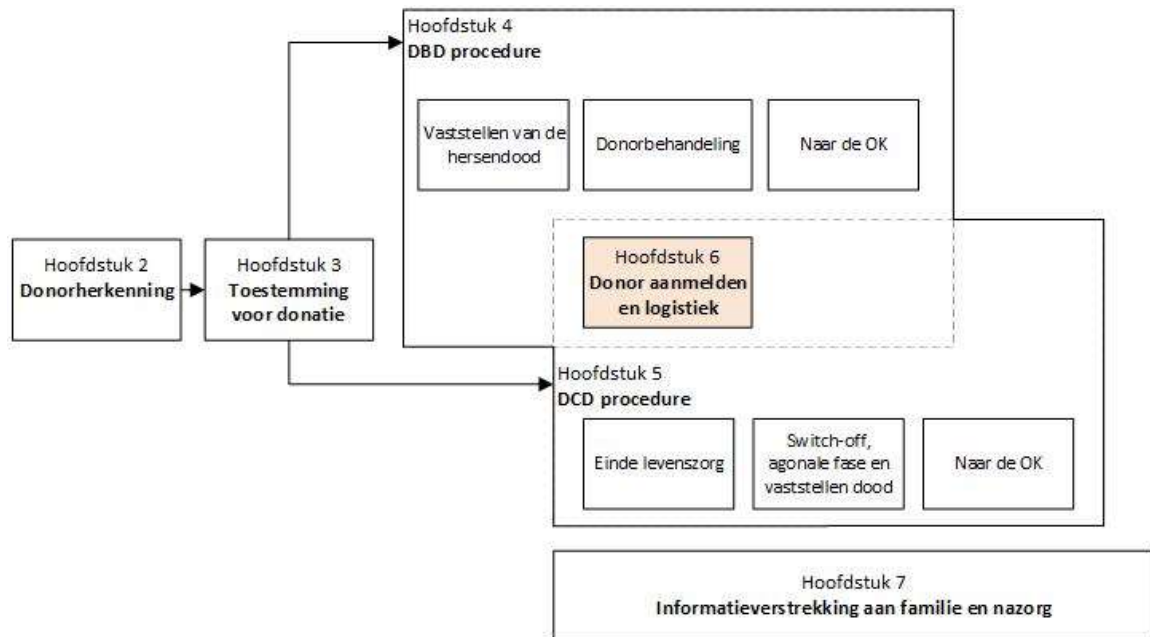 Hoofdstuk 4
DBD procedure
Vaststellen van de
hersendood
Donorbehandeling
Naar de OK
Hoofdstuk 2
Donorherkenning
Hoofdstuk 3
Toestemming
voor donatie
Hoofdstuk 6
Donor aanmelden
en logistiek
Hoofdstuk 5
DCD procedure
Einde levenszorg
Switch-off,
agonale fase en
vaststellen dood
Naar de OK
Hoofdstuk 7
Informatieverstrekking aan familie en nazorg